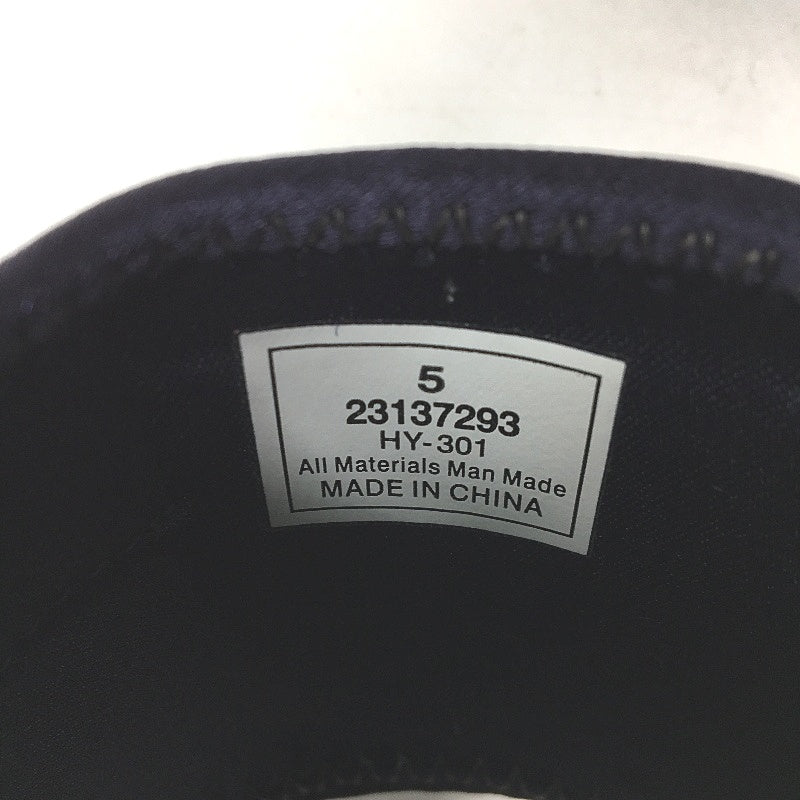 5
23137293
HY-301
All Materials Man Made
MADE IN CHINA